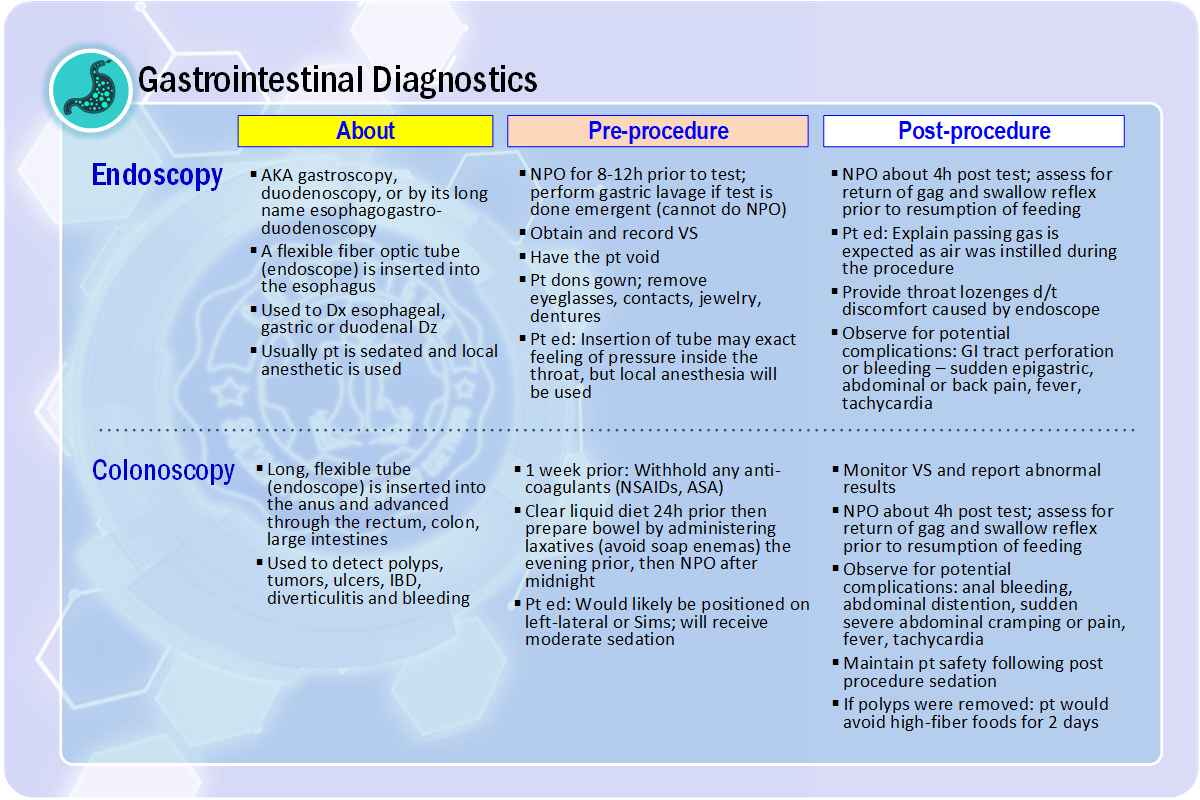 Gastrointestinal Diagnostics
About
Pre-procedure
Post-procedure
Endoscopy
▪ AKA gastroscopy,
duodenoscopy, or by its long
name esophagogastro-
duodenoscopy
▪ A flexible fiber optic tube
(endoscope) is inserted into
the esophagus
▪ Used to Dx esophageal,
gastric or duodenal Dz
▪ Usually pt is sedated and local
anesthetic is used
▪ NPO for 8-12h prior to test;
perform gastric lavage if test is
done emergent (cannot do NPO)
▪ Obtain and record VS
▪ Have the pt void
▪ Pt dons gown; remove
eyeglasses, contacts, jewelry,
dentures
▪ Pt ed: Insertion of tube may exact
feeling of pressure inside the
throat, but local anesthesia will
be used
▪ NPO about 4h post test; assess for
return of gag and swallow reflex
prior to resumption of feeding
▪ Pt ed: Explain passing gas is
expected as air was instilled during
the procedure
▪ Provide throat lozenges d/t
discomfort caused by endoscope
▪ Observe for potential
complications: GI tract perforation
or bleeding – sudden epigastric,
abdominal or back pain, fever,
tachycardia
Colonoscopy
▪ Long, flexible tube
(endoscope) is inserted into
the anus and advanced
through the rectum, colon,
large intestines
▪ Used to detect polyps,
tumors, ulcers, IBD,
diverticulitis and bleeding
▪ 1 week prior: Withhold any anti-
coagulants (NSAIDs, ASA)
▪ Clear liquid diet 24h prior then
prepare bowel by administering
laxatives (avoid soap enemas) the
evening prior, then NPO after
midnight
▪ Pt ed: Would likely be positioned on
left-lateral or Sims; will receive
moderate sedation
▪ Monitor VS and report abnormal
results
▪ NPO about 4h post test; assess for
return of gag and swallow reflex
prior to resumption of feeding
▪ Observe for potential
complications: anal bleeding,
abdominal distention, sudden
severe abdominal cramping or pain,
fever, tachycardia
▪ Maintain pt safety following post
procedure sedation
▪ If polyps were removed: pt would
avoid high-fiber foods for 2 days